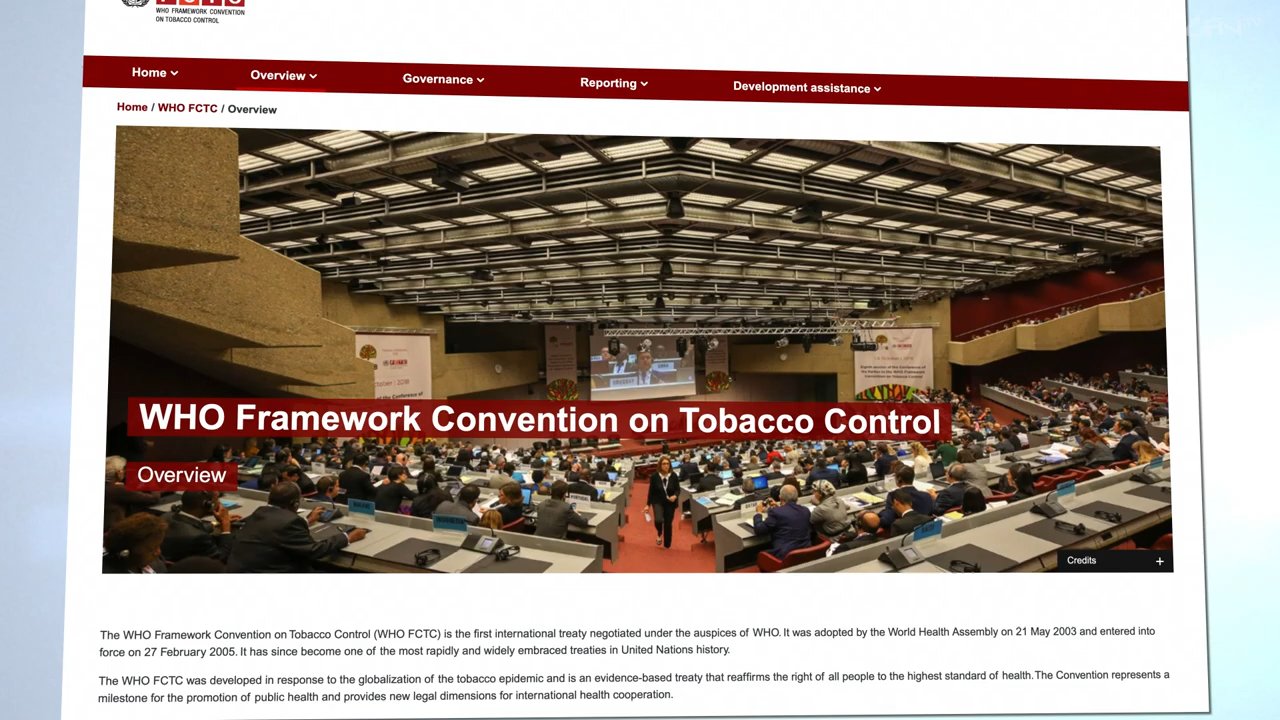 WHO FRAMEWORK CONVENTION
ON TOBACCO CONTROL
Home
Overview
Governance
Reporting
Development assistance
Home / WHO FCTC / Overview
WHO Framework Convention on Tobacco Control
Overview
Credits +
The WHO Framework Convention on Tobacco Control (WHO FCTC) is the first international treaty negotiated under the auspices of WHO. It was adopted by the World Health Assembly on 21 May 2003 and entered into
force on 27 February 2005. It has since become one of the most rapidly and widely embraced treaties in United Nations history.
The WHO FCTC was developed in response to the globalization of the tobacco epidemic and is an evidence-based treaty that reaffirms the right of all people to the highest standard of health. The Convention represents a
milestone for the promotion of public health and provides new legal dimensions for international health cooperation.